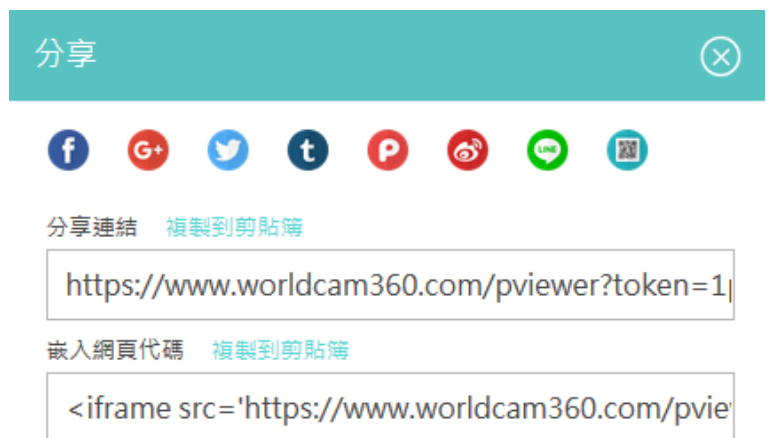 分享
分享連結 複製到剪貼簿
https://www.worldcam360.com/pviewer?token=1
嵌入網頁代碼 複製到剪貼簿
<iframe src='https://www.worldcam360.com/pvie